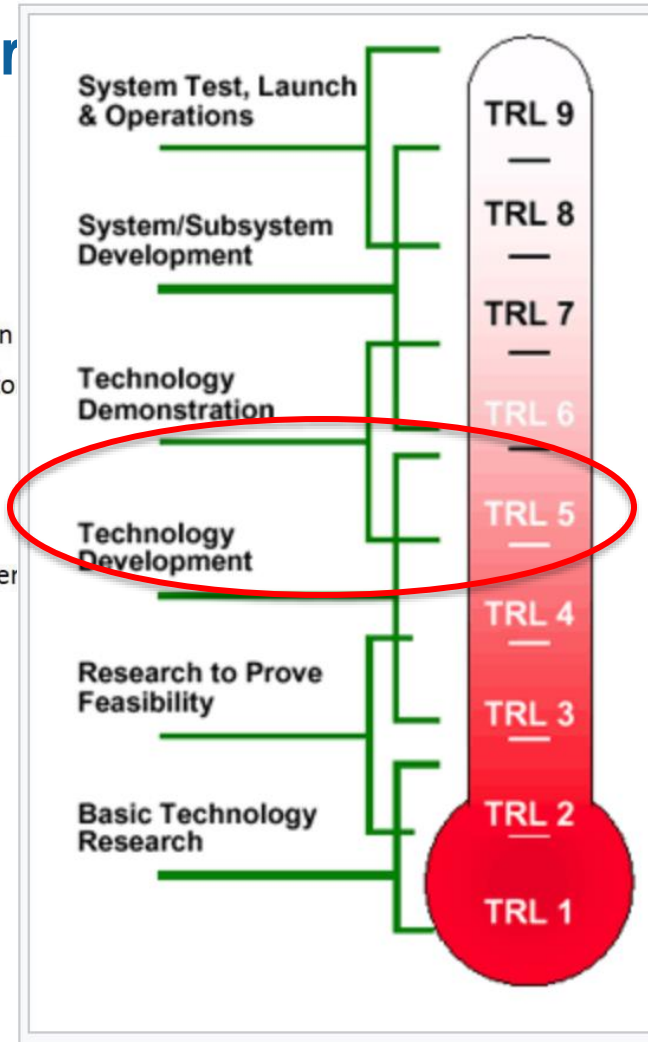 r
System Test, Launch
& Operations
TRL 9
System/Subsystem
Development
TRL 8
TRL 7
n
o
Technology
Demonstration
TRL 6
TRL 5
Technology
Development
er
TRL 4
Research to Prove
Feasibility
TRL 3
Basic Technology
Research
TRL 2
TRL 1